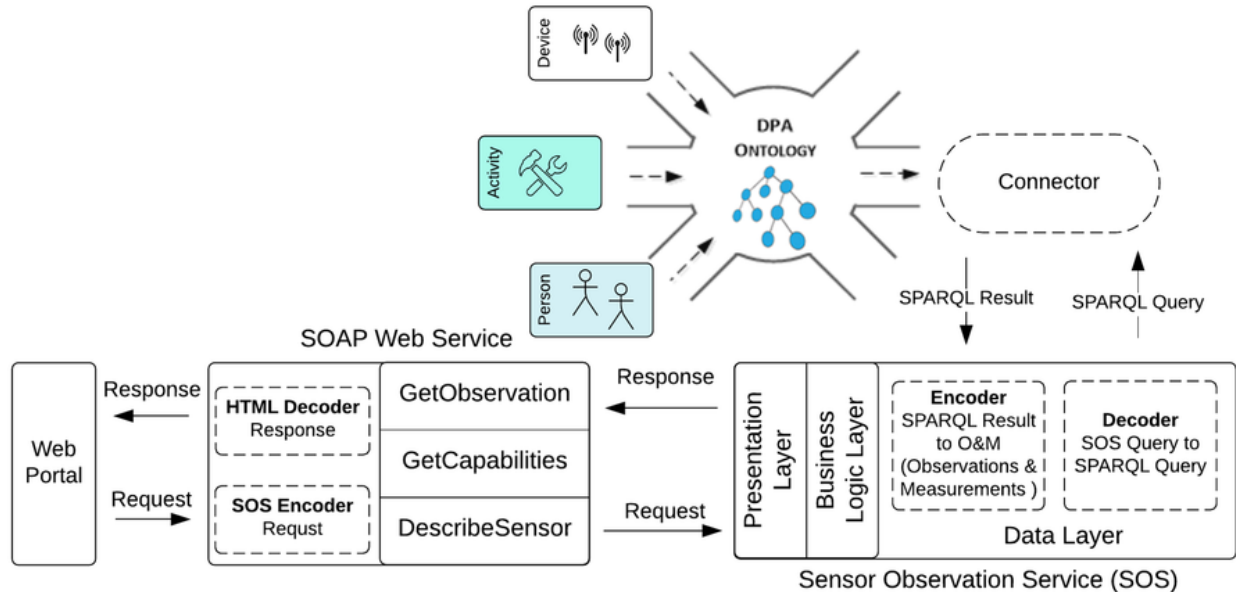 Device
DPA
ONTOLOGY
Activity
Connector
Person
SPARQL Result
SPARQL Query
SOAP Web Service
Web
Portal
Response
Request
HTML Decoder
Response
SOS Encoder
Requst
GetObservation
GetCapabilities
DescribeSensor
Response
Request
Presentation
Layer
Business
Logic Layer
Encoder
SPARQL Result
to O&M
(Observations &
Measurements )
Decoder
SOS Query to
SPARQL Query
Data Layer
Sensor Observation Service (SOS)